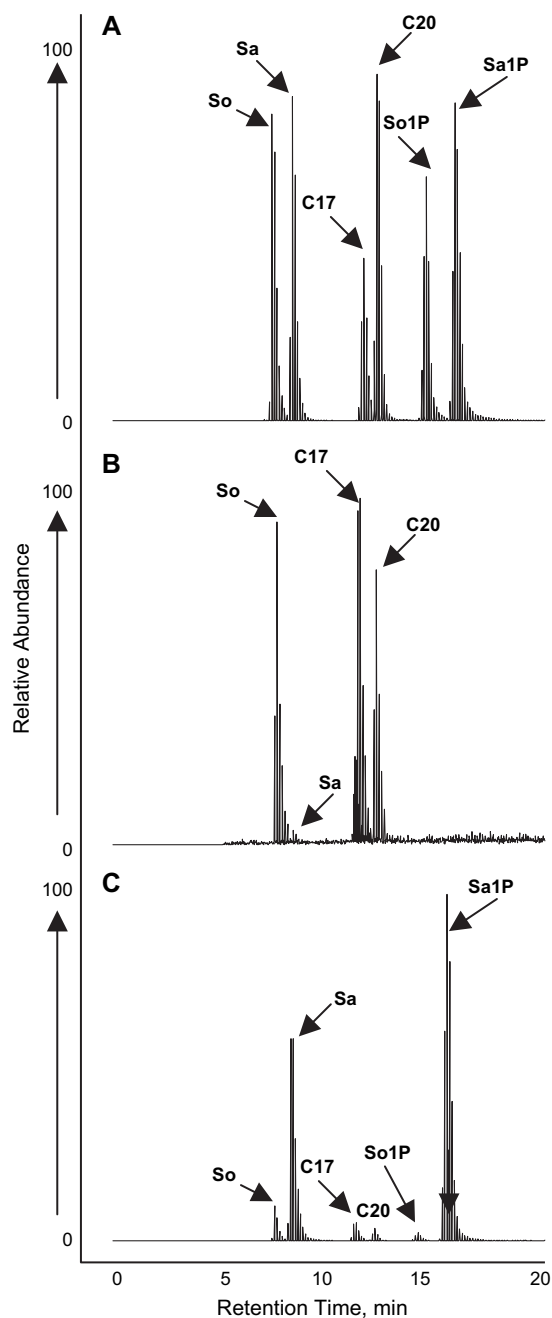 A
100
C20
Sa
Sa1P
So
So1P
C17
0
B
C17
100
So
C20
Relative Abundance
Sa
0
C
100
Sa1P
Sa
So1P
C17
So
C20
0
0 5 10 15 20
Retention Time, min